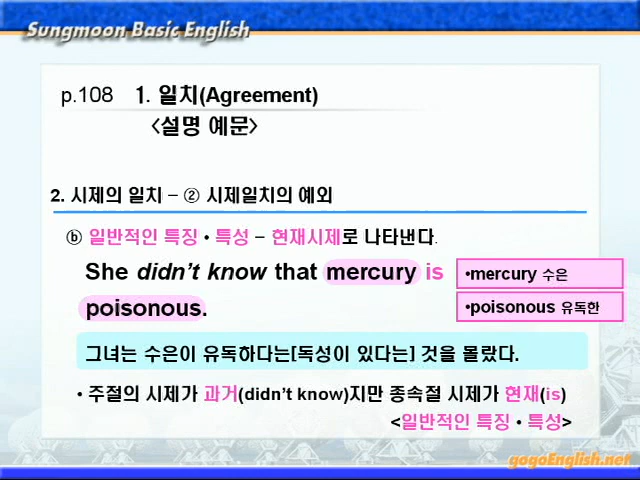 Sungmoon Basic English
p.108 1. 일치(Agreement)
<설명 예문>
2. 시제의 일치 – ② 시제일치의 예외
ⓑ 일반적인 특징 • 특성 – 현재시제로 나타낸다.
She didn't know that mercury is
poisonous.
•mercury 수은
•poisonous 유독한
그녀는 수은이 유독하다는[독성이 있다는] 것을 몰랐다.
• 주절의 시제가 과거(didn't know)지만 종속절 시제가 현재(is)
<일반적인 특징 • 특성>
gogoEnglish.net